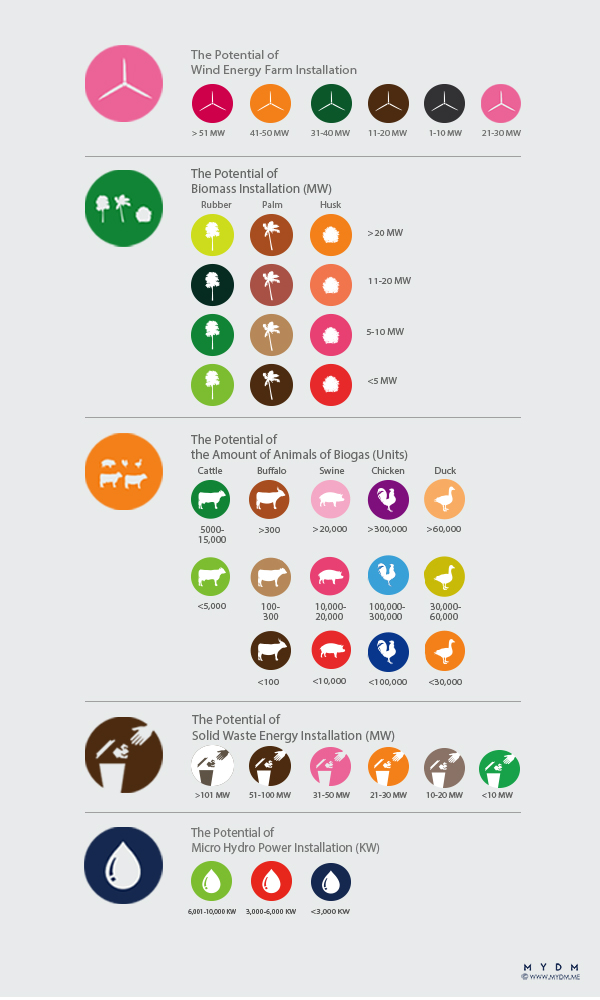 The Potential of
Wind Energy Farm Installation
> 51 MW 41-50 MW 31-40 MW 11-20 MW 1-10 MW 21-30 MW
The Potential of
Biomass Installation (MW)
Rubber Palm Husk
>20 MW
11-20 MW
5-10 MW
<5 MW
The Potential of
the Amount of Animals of Biogas (Units)
Cattle Buffalo Swine Chicken Duck
5000- >300 >20,000 >300,000 >60,000
15,000
<5,000 100- 10,000- 100,000- 30,000-
300 20,000 300,000 60,000
<100 <10,000 <100,000 <30,000
The Potential of
Solid Waste Energy Installation (MW)
>101 MW 51-100 MW 31-50 MW 21-30 MW 10-20 MW <10 MW
The Potential of
Micro Hydro Power Installation (KW)
6,001-10,000 KW 3,000-6,000 KW <3,000 KW
MYDM
© WWW.MYDM.ME